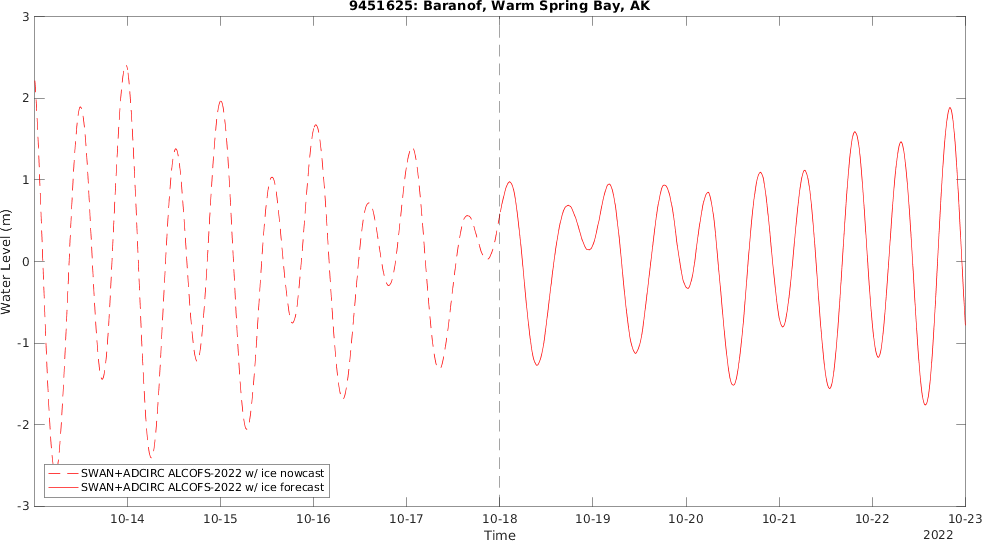 9451625: Baranof, Warm Spring Bay, AK
3
2
1
0
-1
-2
-3
Water Level (m)
SWAN+ADCIRC ALCOFS-2022 w/ ice nowcast
SWAN+ADCIRC ALCOFS-2022 w/ ice forecast
10-14 10-15 10-16 10-17 10-18 10-19 10-20 10-21 10-22 10-23
Time
2022